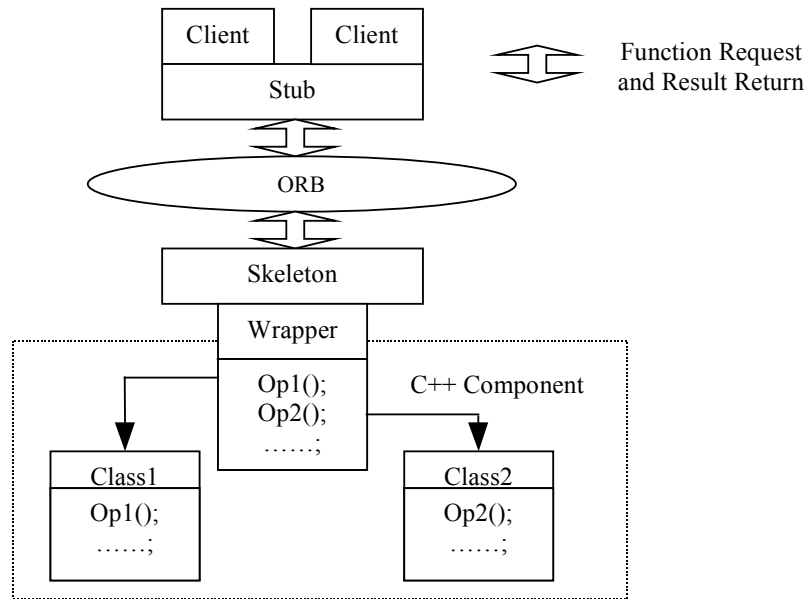 Client
Client
Function Request
and Result Return
Stub
ORB
Skeleton
Wrapper
Op1();
Op2();
……;
C++ Component
Class1
Op1();
……;
Class2
Op2();
……;